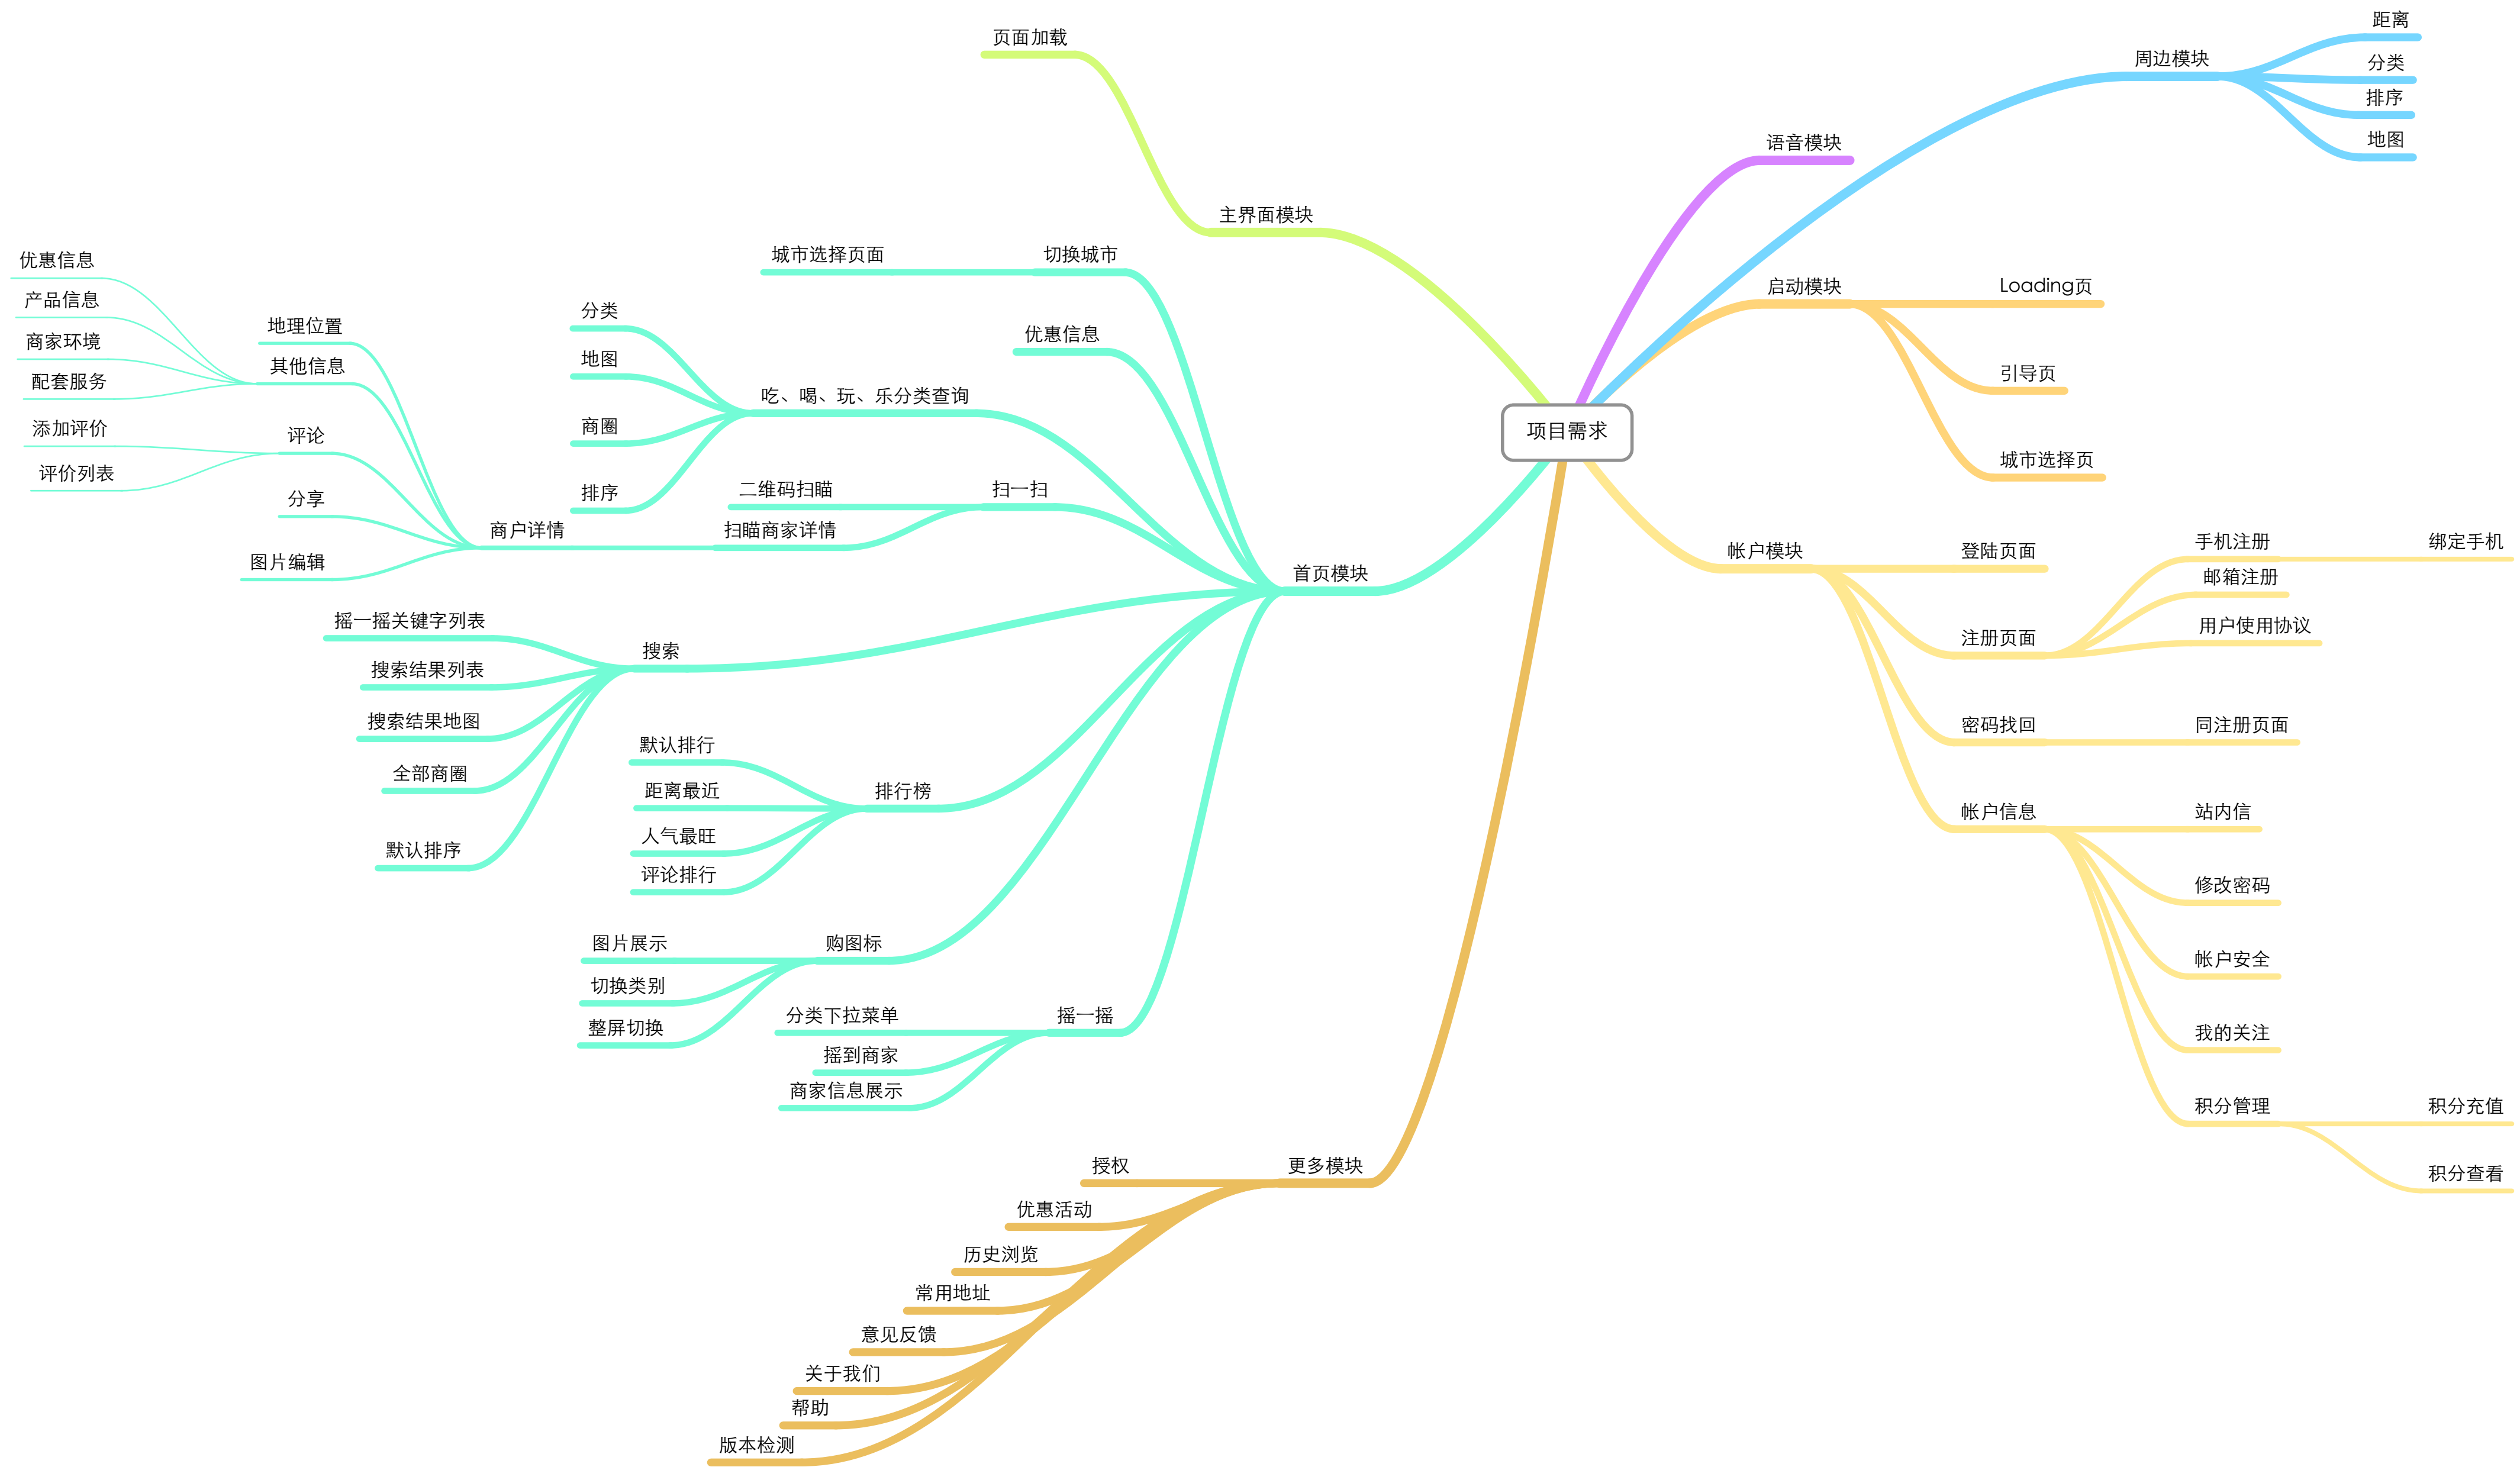 项目需求
主界面模块
页面加载
语音模块
周边模块
距离
分类
排序
地图
启动模块
Loading页
引导页
城市选择页
帐户模块
登陆页面
注册页面
手机注册
绑定手机
邮箱注册
用户使用协议
密码找回
同注册页面
帐户信息
站内信
修改密码
帐户安全
我的关注
积分管理
积分充值
积分查看
首页模块
切换城市
城市选择页面
优惠信息
吃、喝、玩、乐分类查询
分类
地图
商圈
排序
扫一扫
二维码扫瞄
扫瞄商家详情
商户详情
地理位置
其他信息
优惠信息
产品信息
商家环境
配套服务
评论
添加评价
评价列表
分享
图片编辑
搜索
摇一摇关键字列表
搜索结果列表
搜索结果地图
全部商圈
默认排序
排行榜
默认排行
距离最近
人气最旺
评论排行
购图标
图片展示
切换类别
整屏切换
摇一摇
分类下拉菜单
摇到商家
商家信息展示
更多模块
授权
优惠活动
历史浏览
常用地址
意见反馈
关于我们
帮助
版本检测